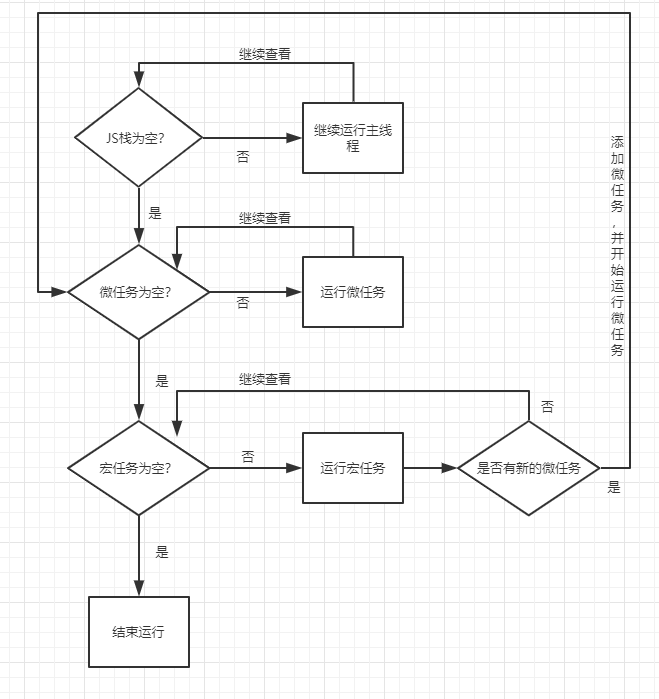 继续查看
JS栈为空?
否
继续运行主线
程
是
继续查看
微任务为空?
否
运行微任务
是
继续查看
宏任务为空?
否
运行宏任务
是否有新的微任务
否
是
添加微任务,并开始运行微任务
是
结束运行